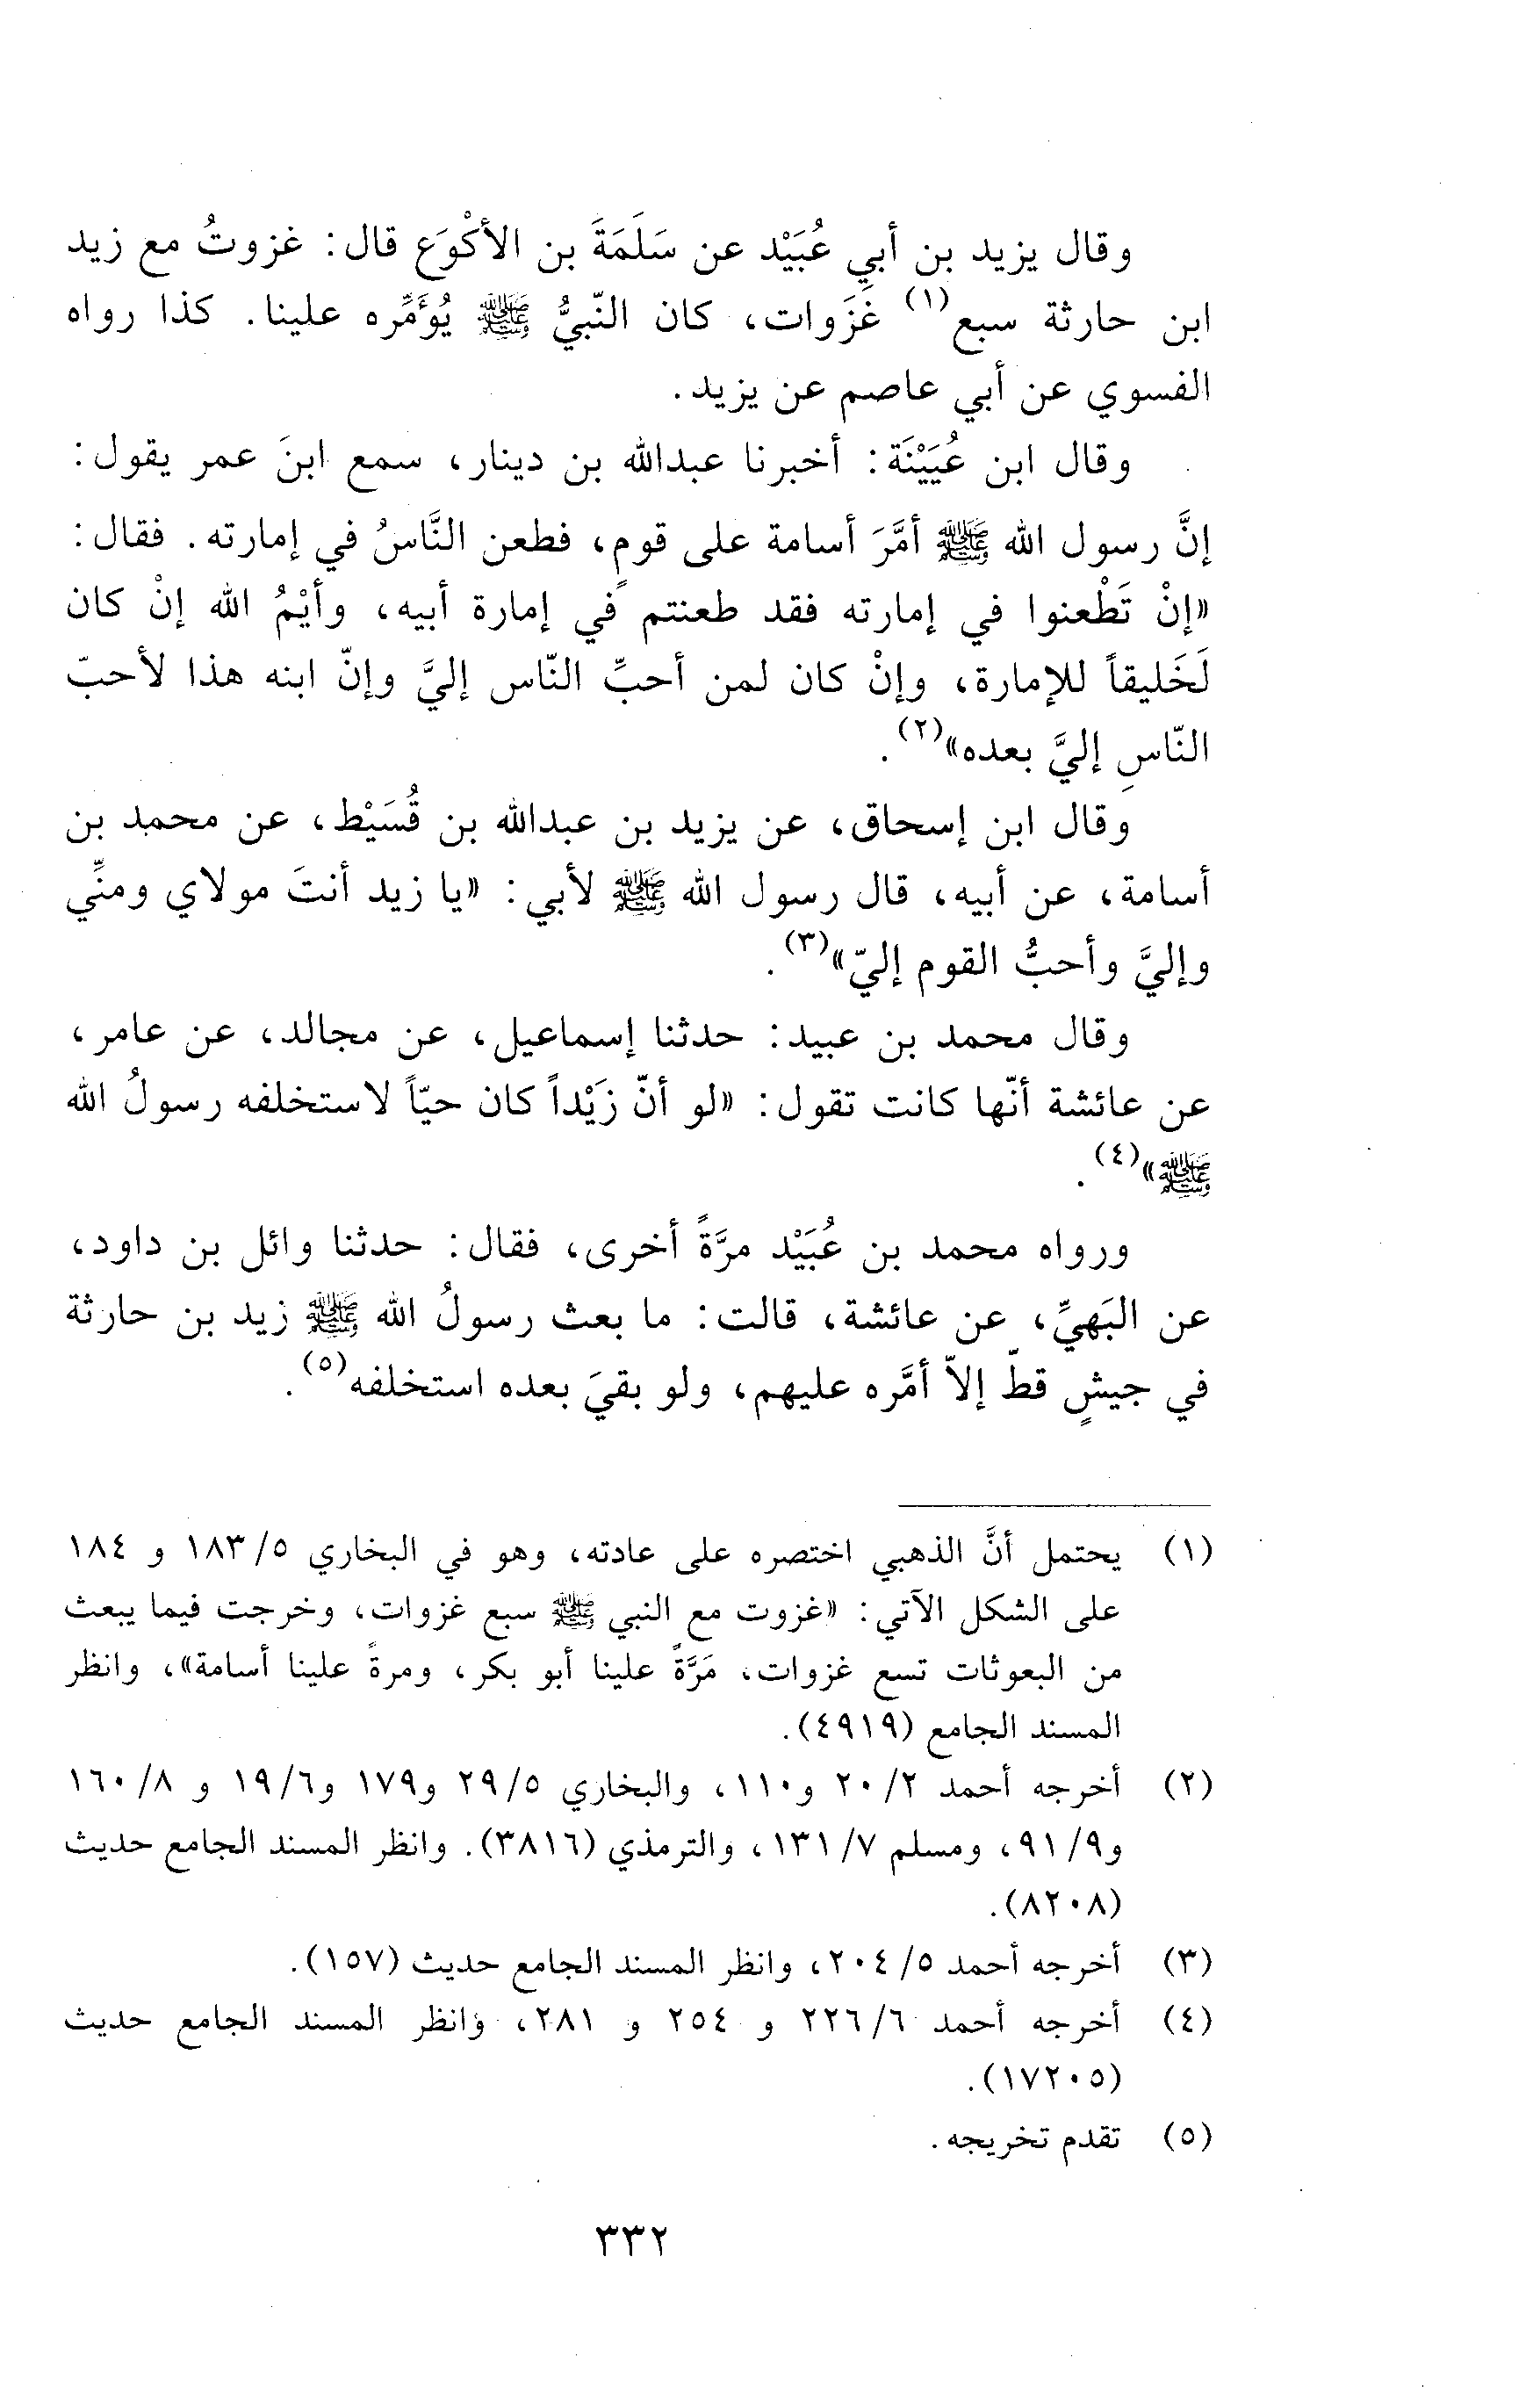 وقال يزيد بن أبي عُبَيْد عن سَلَمَةَ بن الأكْوَع قال: غزوتُ مع زيد
ابن حارثة سبع(١) غَزَوات، كان النّبيُّ ﷺ يُؤَمِّره علينا. كذا رواه
الفسوي عن أبي عاصم عن يزيد.
وقال ابن عُيَيْنَة: أخبرنا عبدالله بن دينار، سمع ابنَ عمر يقول:
إنَّ رسول الله ﷺ أمَّرَ أسامة على قومٍ، فطعن النَّاسُ في إمارته. فقال:
«إنْ تَطْعنوا في إمارته فقد طعنتم في إمارة أبيه، وأيْمُ الله إنْ كان
لَخَليقاً للإمارة، وإنْ كان لمن أحبِّ النّاس إليَّ وإنّ ابنه هذا لأحبّ
النّاسِ إليَّ بعده»(٢).
وقال ابن إسحاق، عن يزيد بن عبدالله بن قُسَيْط، عن محمد بن
أسامة، عن أبيه، قال رسول الله ﷺ لأبي: «يا زيد أنتَ مولاي ومنِّي
وإليَّ وأحبُّ القوم إليّ»(٣).
وقال محمد بن عبيد: حدثنا إسماعيل، عن مجالد، عن عامر،
عن عائشة أنّها كانت تقول: «لو أنّ زَيْداً كان حيّاً لاستخلفه رسولُ الله
ﷺ»(٤).
ورواه محمد بن عُبَيْد مرَّةً أخرى، فقال: حدثنا وائل بن داود،
عن البَهيِّ، عن عائشة، قالت: ما بعث رسولُ الله ﷺ زيد بن حارثة
في جيشٍ قطّ إلاّ أمَّره عليهم، ولو بقيَ بعده استخلفه(٥).
(١) يحتمل أنَّ الذهبي اختصره على عادته، وهو في البخاري ٥/ ١٨٣ و ١٨٤
على الشكل الآتي: «غزوت مع النبي ﷺ سبع غزوات، وخرجت فيما يبعث
من البعوثات تسع غزوات، مَرَّةً علينا أبو بكر، ومرةً علينا أسامة»، وانظر
المسند الجامع (٤٩١٩).
(٢) أخرجه أحمد ٢/ ٢٠ و١١٠، والبخاري ٥/ ٢٩ و١٧٩ و٦/ ١٩ و ٨/ ١٦٠
و٩/ ٩١، ومسلم ٧/ ١٣١، والترمذي (٣٨١٦). وانظر المسند الجامع حديث
(٨٢٠٨).
(٣) أخرجه أحمد ٥/ ٢٠٤، وانظر المسند الجامع حديث (١٥٧).
(٤) أخرجه أحمد ٦/ ٢٢٦ و ٢٥٤ و ٢٨١، وانظر المسند الجامع حديث
(١٧٢٠٥).
(٥) تقدم تخريجه.
٣٣٢